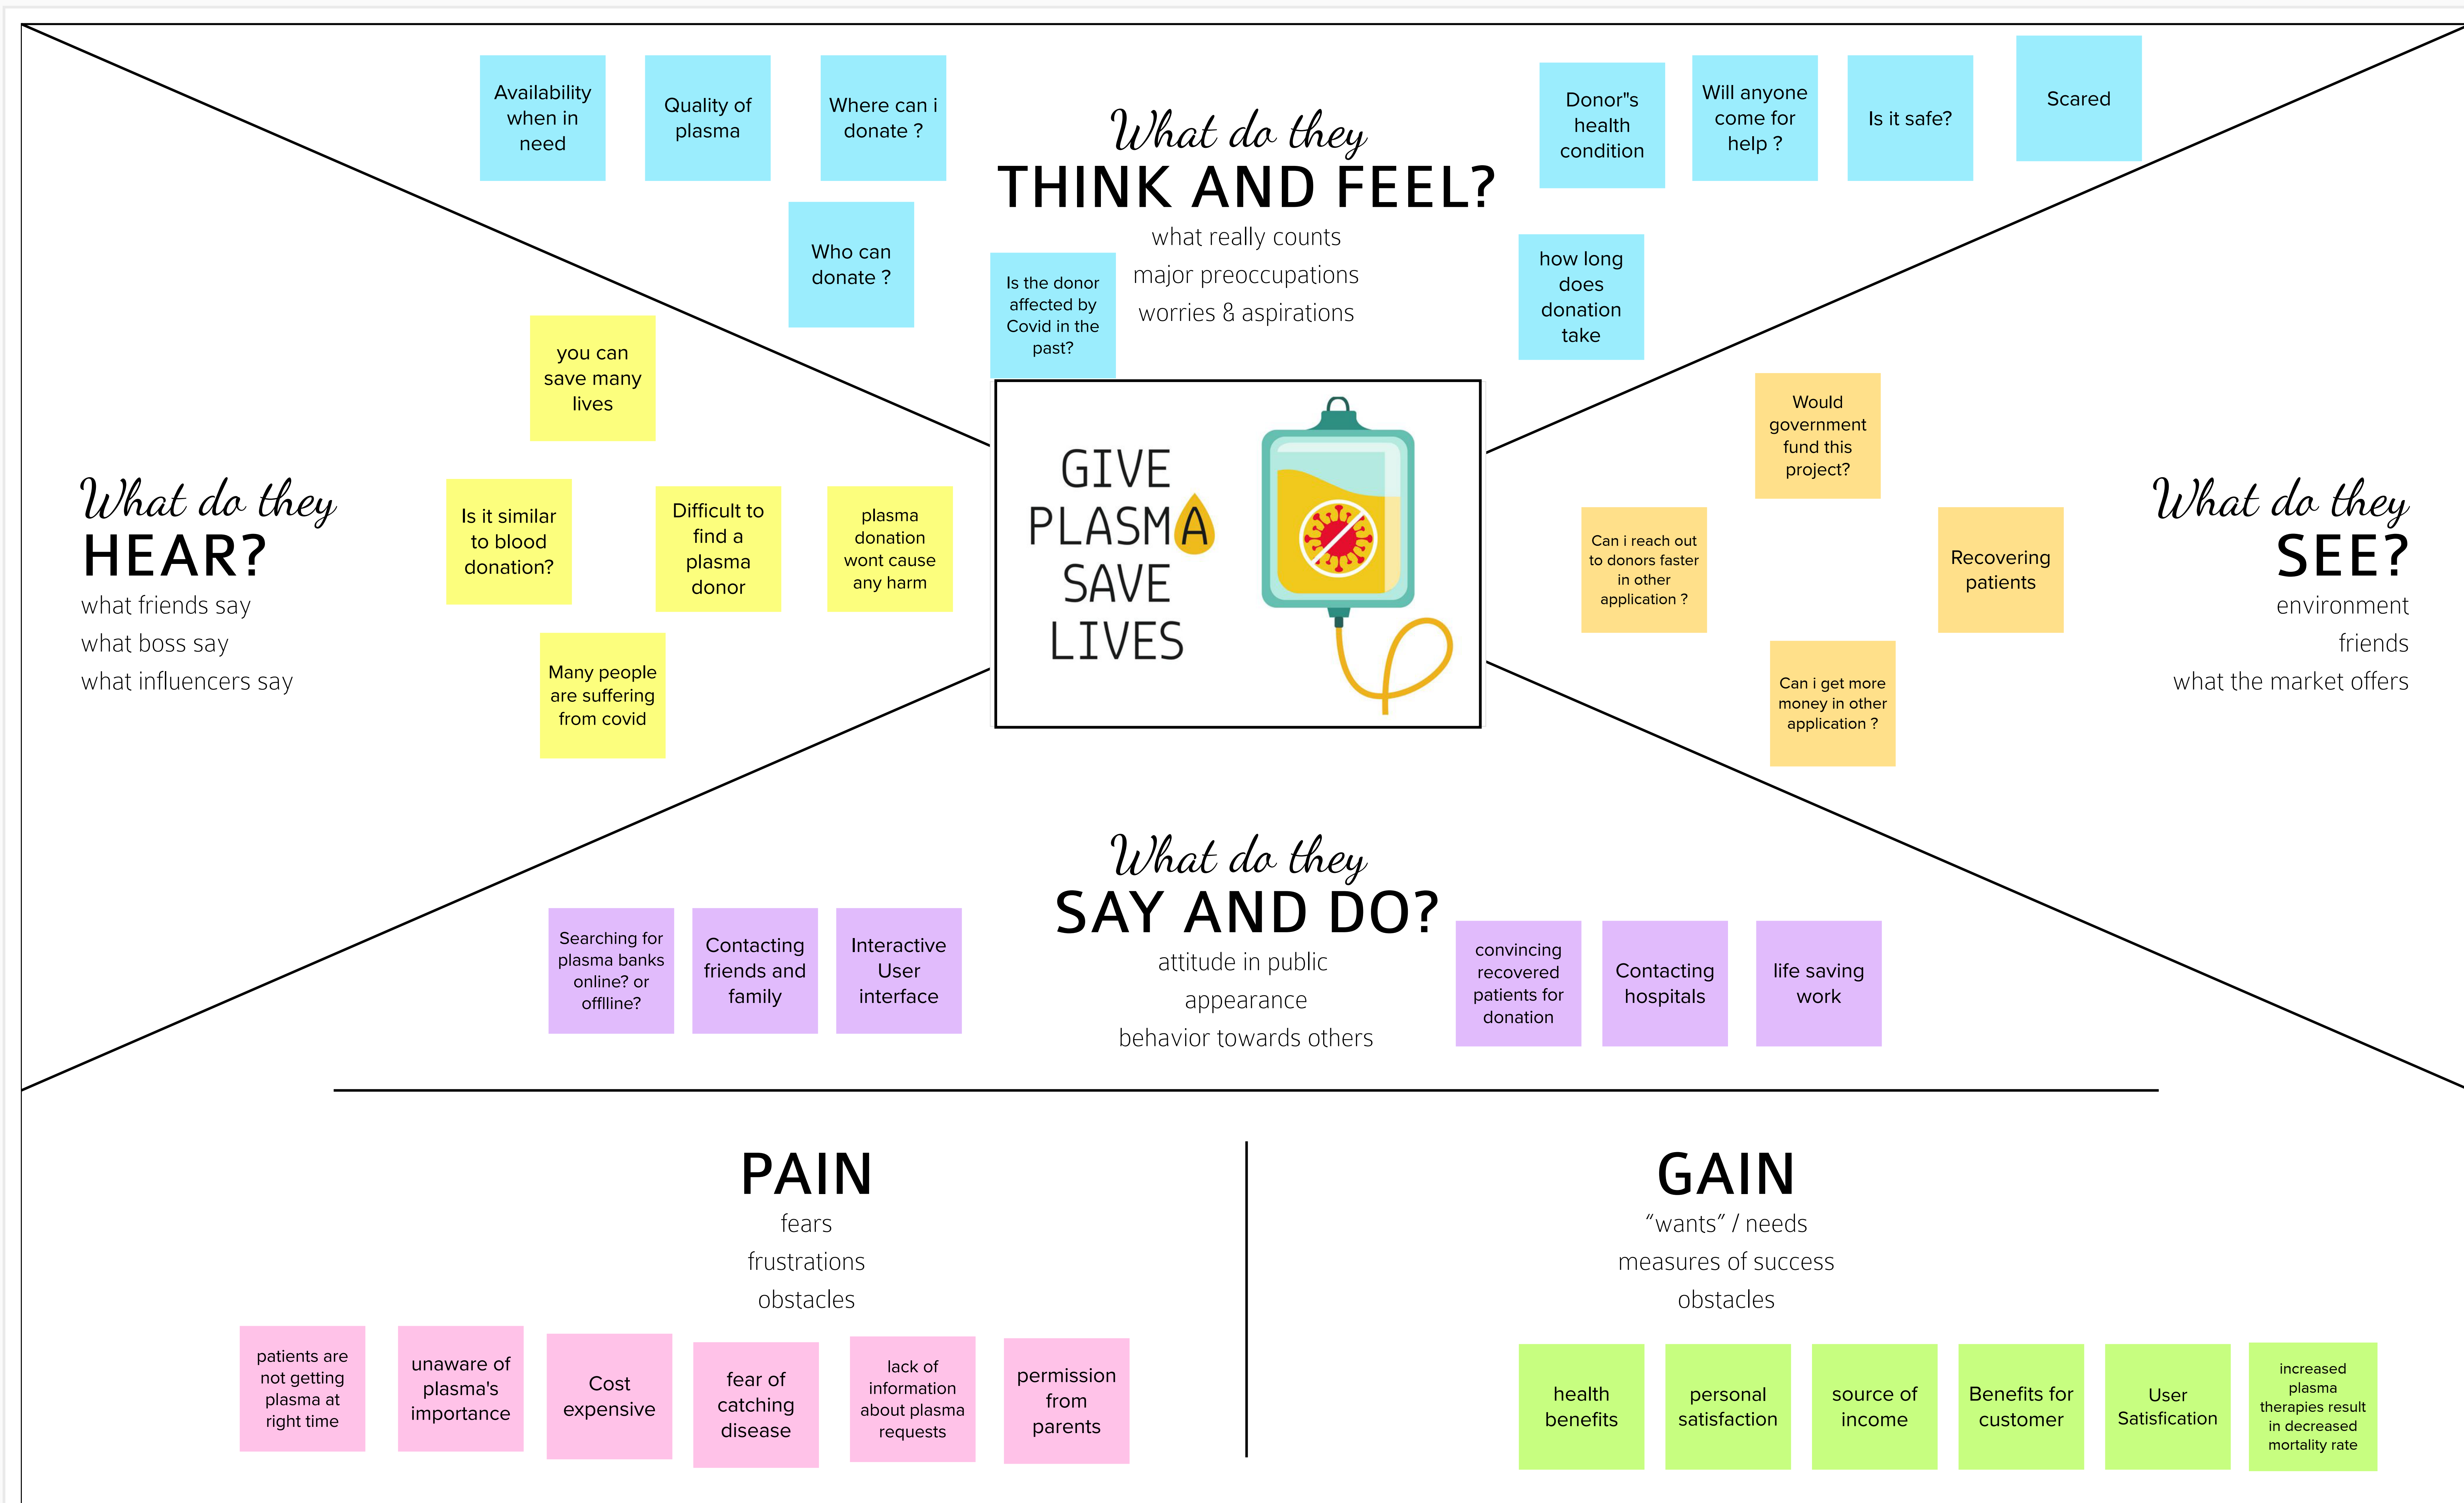 Availability
when in
need
Quality of
plasma
Where can i
donate ?
Who can
donate ?
Is the donor
affected by
Covid in the
past?
What do they
THINK AND FEEL?
what really counts
major preoccupations
worries & aspirations
Donor"s
health
condition
Will anyone
come for
help ?
Is it safe?
Scared
how long
does
donation
take
What do they
HEAR?
what friends say
what boss say
what influencers say
you can
save many
lives
Is it similar
to blood
donation?
Difficult to
find a
plasma
donor
plasma
donation
wont cause
any harm
Many people
are suffering
from covid
GIVE
PLASMA
SAVE
LIVES
Would
government
fund this
project?
Can i reach out
to donors faster
in other
application ?
Recovering
patients
Can i get more
money in other
application ?
What do they
SEE?
environment
friends
what the market offers
What do they
SAY AND DO?
attitude in public
appearance
behavior towards others
Searching for
plasma banks
online? or
offlline?
Contacting
friends and
family
Interactive
User
interface
convincing
recovered
patients for
donation
Contacting
hospitals
life saving
work
PAIN
fears
frustrations
obstacles
patients are
not getting
plasma at
right time
unaware of
plasma's
importance
Cost
expensive
fear of
catching
disease
lack of
information
about plasma
requests
permission
from
parents
GAIN
“wants” / needs
measures of success
obstacles
health
benefits
personal
satisfaction
source of
income
Benefits for
customer
User
Satisfication
increased
plasma
therapies result
in decreased
mortality rate